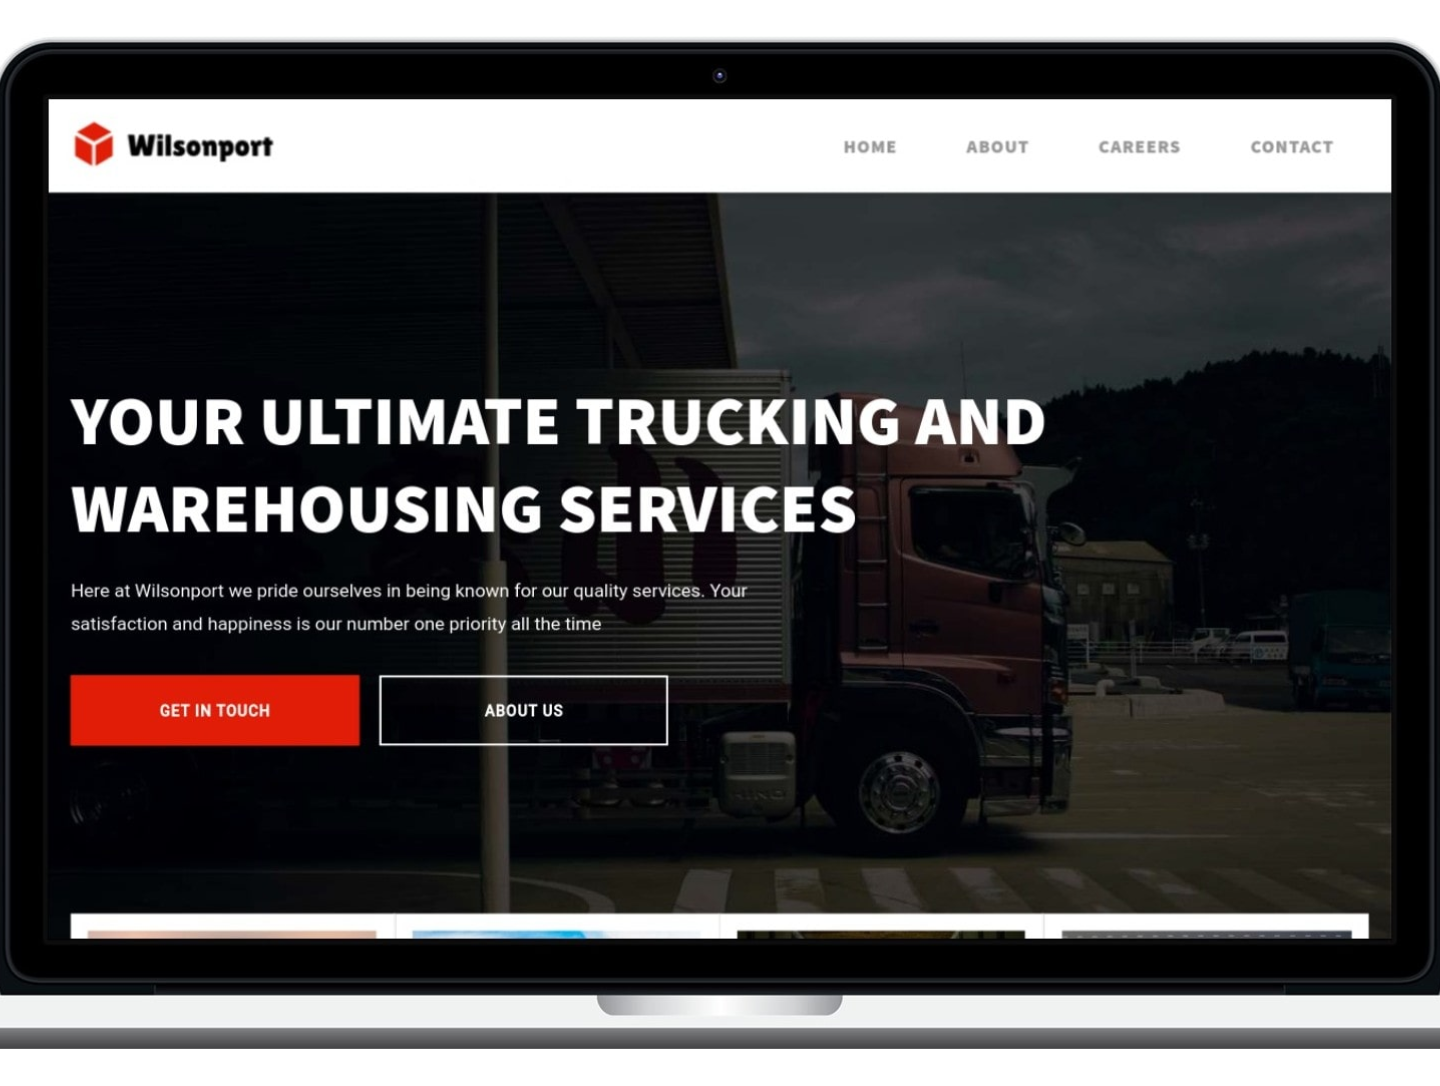 Wilsonport
HOME ABOUT CAREERS CONTACT
YOUR ULTIMATE TRUCKING AND
WAREHOUSING SERVICES
Here at Wilsonport we pride ourselves in being known for our quality services. Your
satisfaction and happiness is our number one priority all the time
GET IN TOUCH ABOUT US
HINO